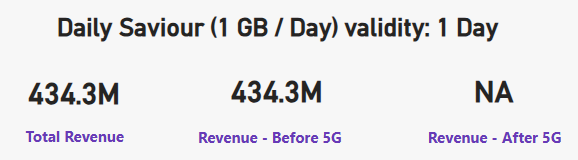 Daily Saviour (1 GB / Day) validity: 1 Day
434.3M 434.3M NA
Total Revenue Revenue - Before 5G Revenue - After 5G